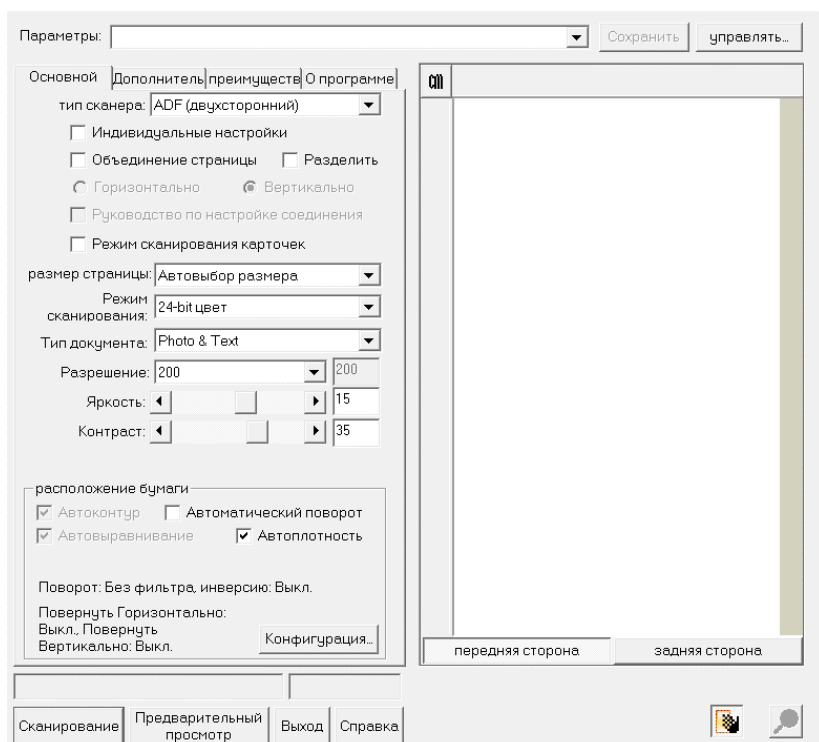 Параметры: Сохранить управлять...
Основной Дополнитель преимуществ О программе
тип сканера: ADF (двухсторонний)
Индивидуальные настройки
Объединение страницы Разделить
Горизонтально Вертикально
Руководство по настройке соединения
Режим сканирования карточек
размер страницы: Автовыбор размера
Режим
сканирования: 24-bit цвет
Тип документа: Photo & Text
Разрешение: 200 200
Яркость: 15
Контраст: 35
расположение бумаги
Автоконтур Автоматический поворот
Автовыравнивание Автоплотность
Поворот: Без фильтра, инверсию: Выкл.
Повернуть Горизонтально:
Выкл., Повернуть
Вертикально: Выкл.
Конфигурация...
cm
передняя сторона задняя сторона
Сканирование Предварительный
просмотр Выход Справка